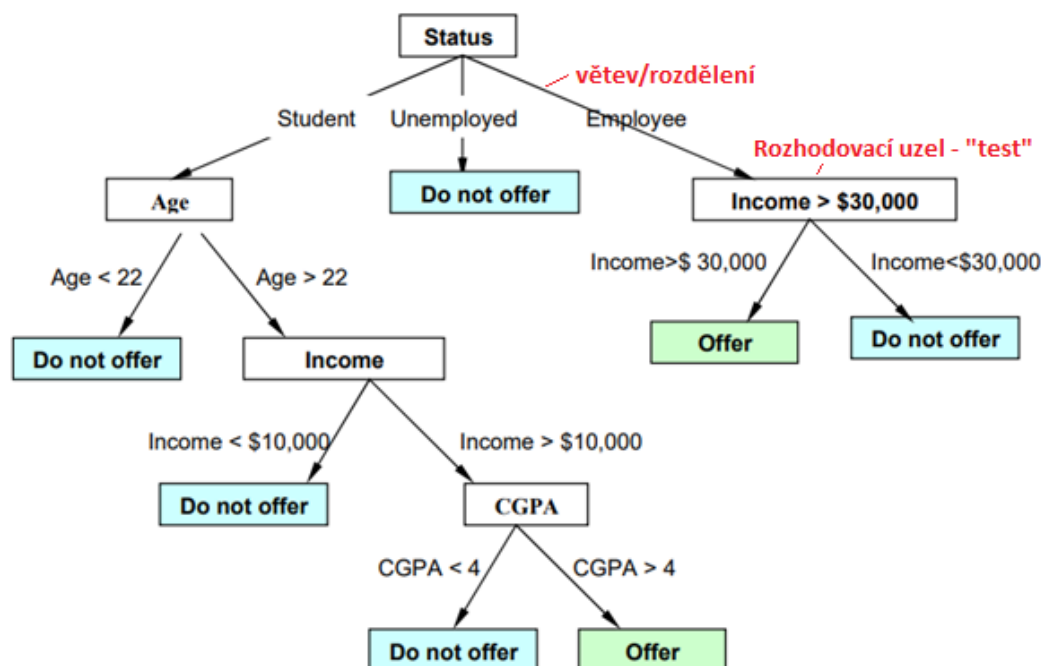 Status
větev/rozdělení
Student
Unemployed
Employee
Rozhodovací uzel - "test"
Age
Do not offer
Income > $30,000
Age < 22
Age > 22
Income>$ 30,000
Income<$30,000
Do not offer
Income
Offer
Do not offer
Income < $10,000
Income > $10,000
Do not offer
CGPA
CGPA < 4
CGPA > 4
Do not offer
Offer